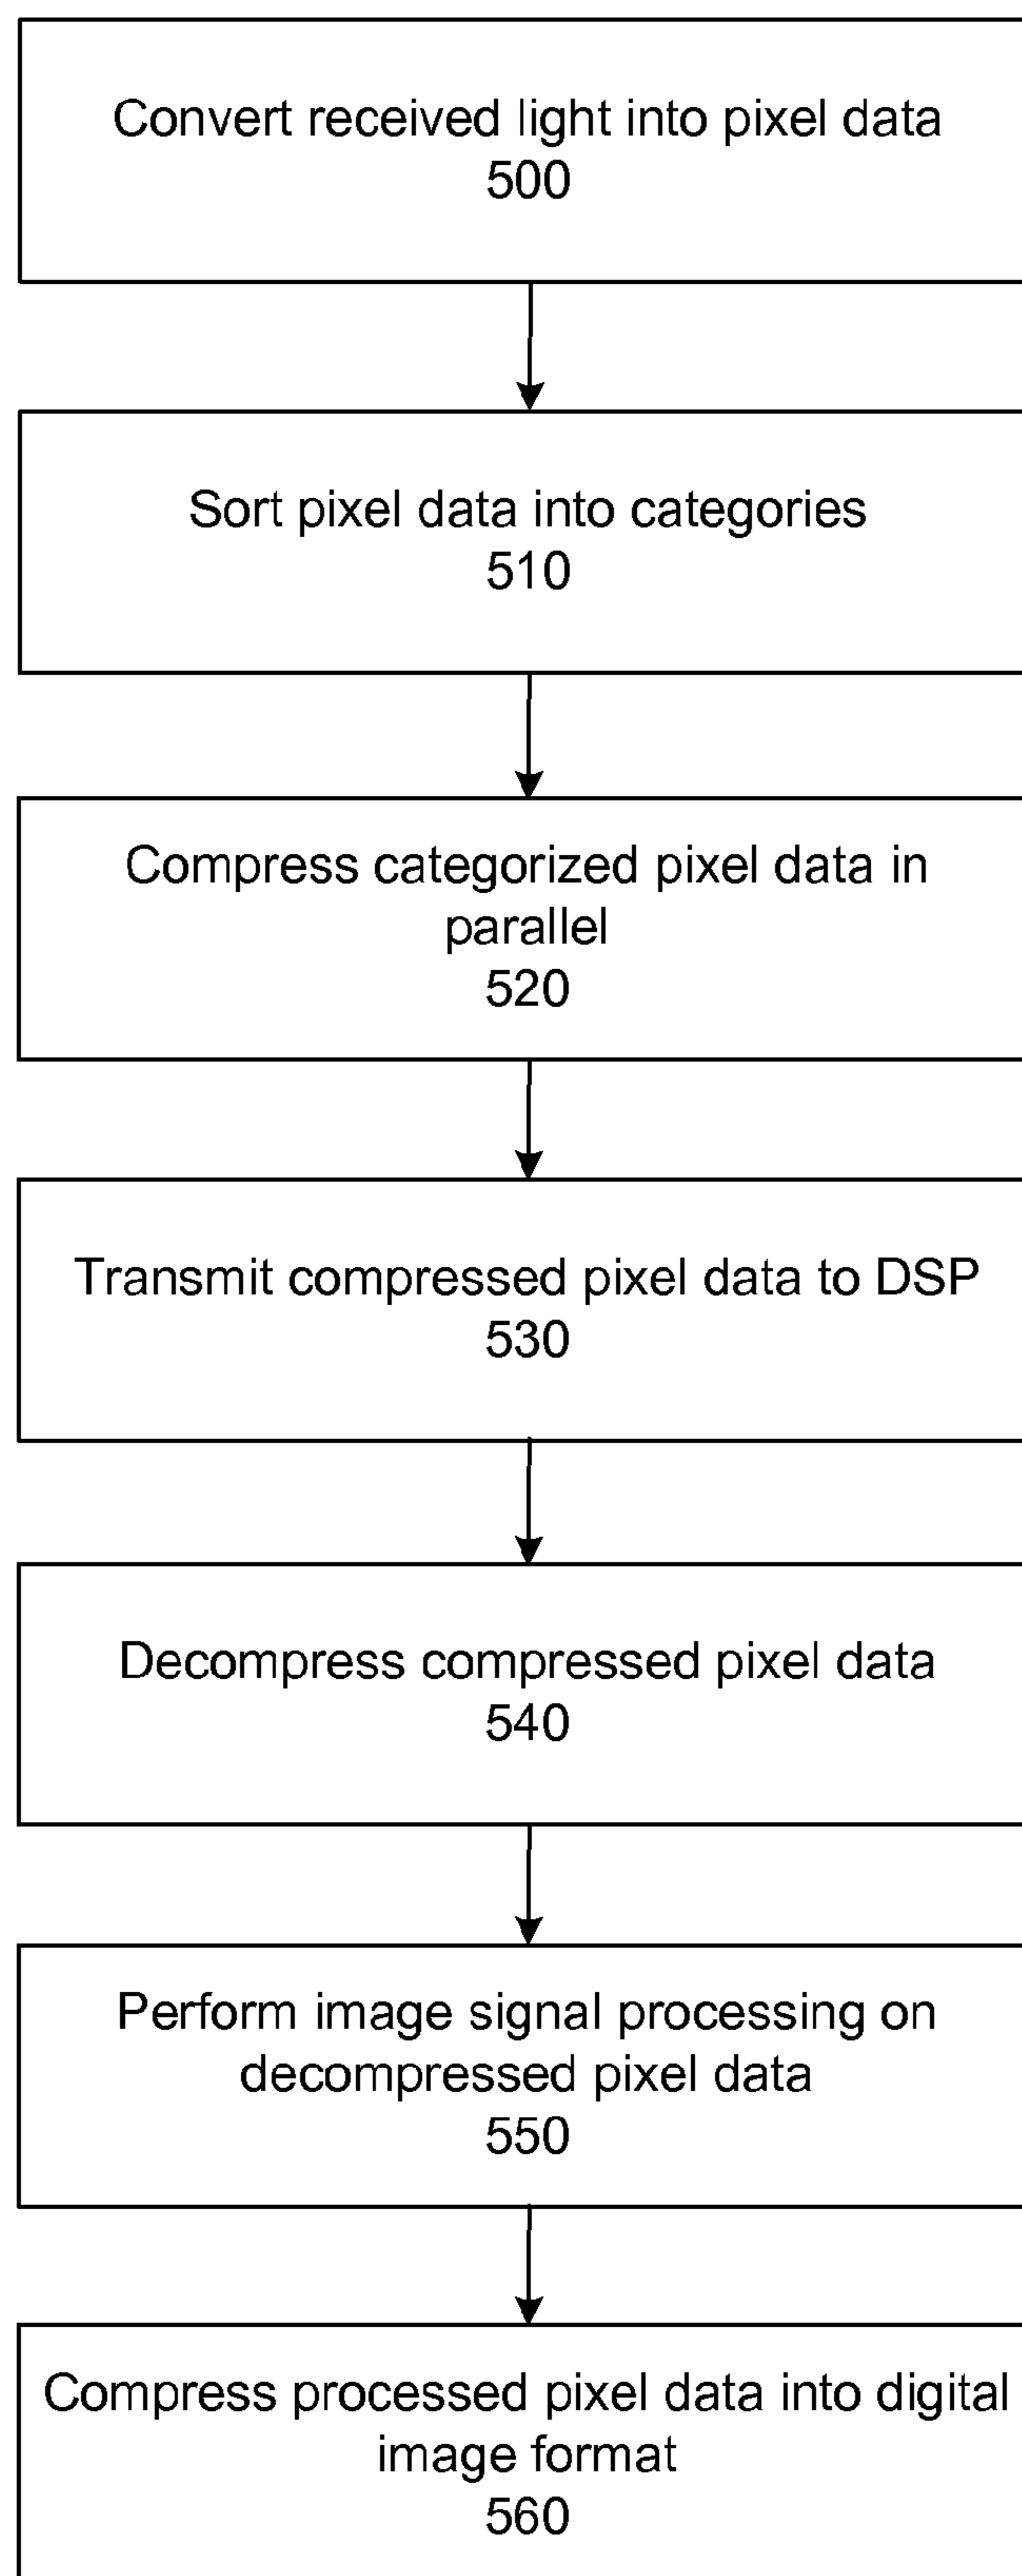 Convert received light into pixel data
500
Sort pixel data into categories
510
Compress categorized pixel data in
parallel
520
Transmit compressed pixel data to DSP
530
Decompress compressed pixel data
540
Perform image signal processing on
decompressed pixel data
550
Compress processed pixel data into digital
image format
560